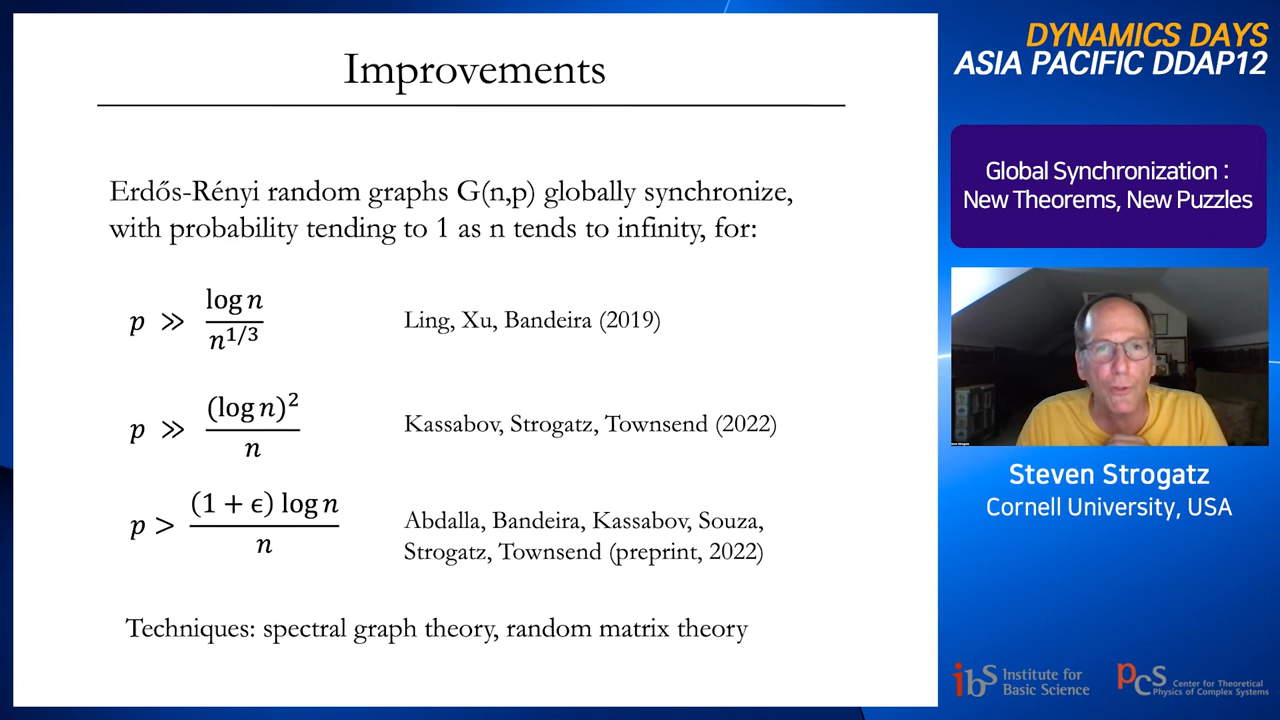 Improvements
Erdős-Rényi random graphs G(n,p) globally synchronize,
with probability tending to 1 as n tends to infinity, for:
p ≫ log n / n^{1/3}
Ling, Xu, Bandeira (2019)
p ≫ (log n)^2 / n
Kassabov, Strogatz, Townsend (2022)
p > (1 + ϵ) log n / n
Abdalla, Bandeira, Kassabov, Souza,
Strogatz, Townsend (preprint, 2022)
Techniques: spectral graph theory, random matrix theory
DYNAMICS DAYS
ASIA PACIFIC DDAP12
Global Synchronization :
New Theorems, New Puzzles
Steven Strogatz
Cornell University, USA
ibS Institute for
Basic Science
PCS Center for Theoretical
Physics of Complex Systems